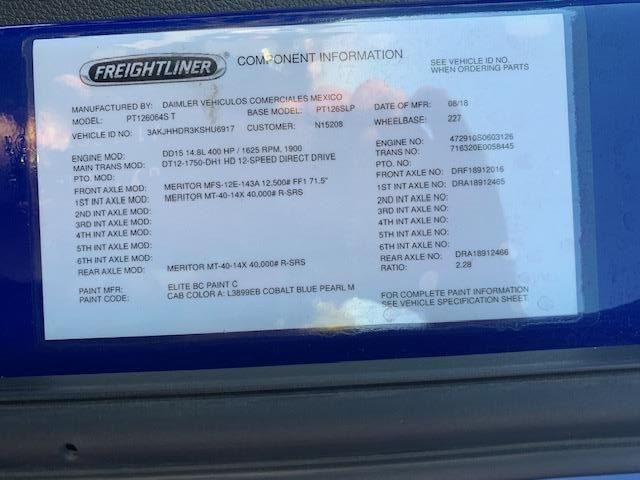 FREIGHTLINER COMPONENT INFORMATION
SEE VEHICLE ID NO.
WHEN ORDERING PARTS
MANUFACTURED BY: DAIMLER VEHICULOS COMERCIALES MEXICO DATE OF MFR: 08/18
MODEL: PT126064S T BASE MODEL: PT126SLP WHEELBASE: 227
VEHICLE ID NO: 3AKJHHDR3KSHU6917 CUSTOMER: N15208
ENGINE MOD: DD15 14.8L 400 HP / 1625 RPM, 1900 ENGINE NO: 472910S0603126
MAIN TRANS MOD: DT12-1750-DH1 HD 12-SPEED DIRECT DRIVE TRANS NO: 716320E0058445
PTO. MOD: PTO. NO:
FRONT AXLE MOD: MERITOR MFS-12E-143A 12,500# FF1 71.5" FRONT AXLE NO: DRF18912016
1ST INT AXLE MOD: MERITOR MT-40-14X 40,000# R-SRS 1ST INT AXLE NO: DRA18912465
2ND INT AXLE MOD: 2ND INT AXLE NO:
3RD INT AXLE MOD: 3RD INT AXLE NO:
4TH INT AXLE MOD: 4TH INT AXLE NO:
5TH INT AXLE MOD: 5TH INT AXLE NO:
6TH INT AXLE MOD: 6TH INT AXLE NO:
REAR AXLE MOD: MERITOR MT-40-14X 40,000# R-SRS REAR AXLE NO: DRA18912466
RATIO: 2.28
PAINT MFR: ELITE BC PAINT C
PAINT CODE: CAB COLOR A: L3899EB COBALT BLUE PEARL M
FOR COMPLETE PAINT INFORMATION
SEE VEHICLE SPECIFICATION SHEET.